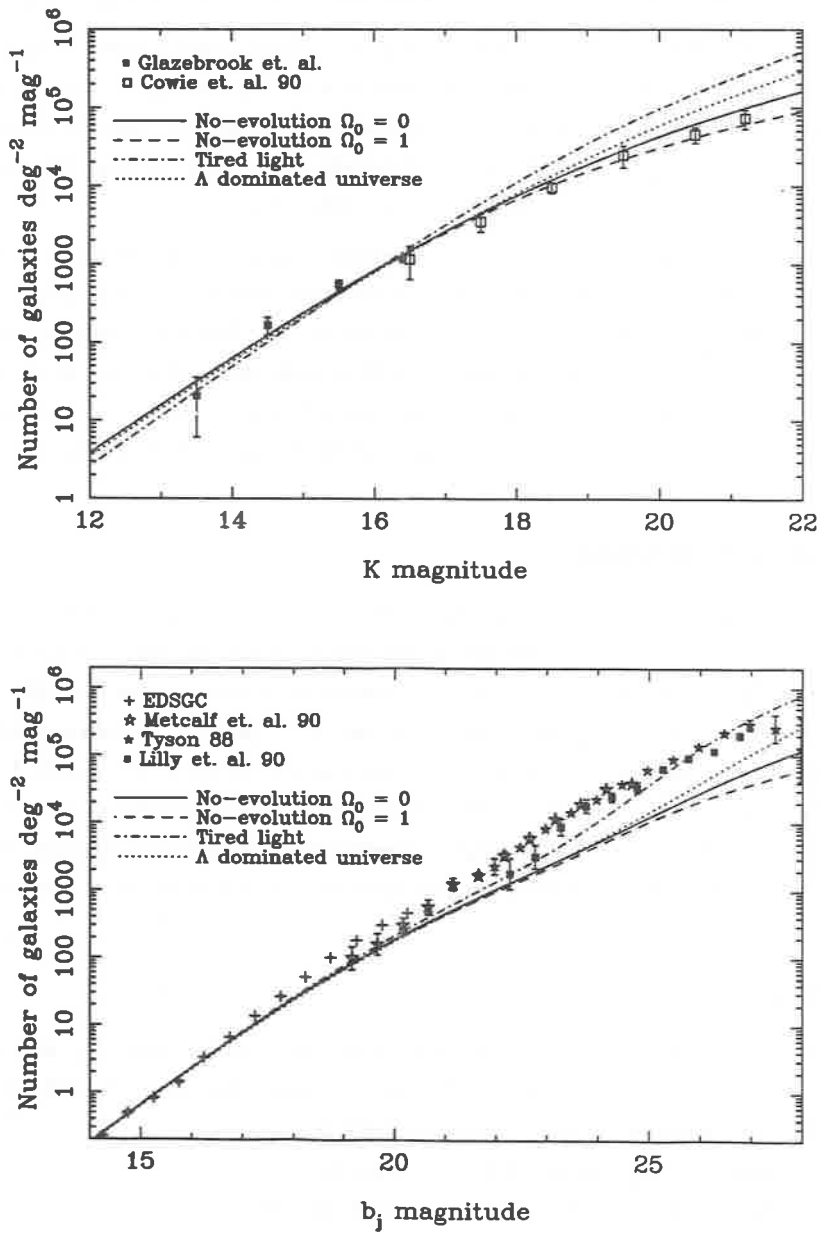 Number of galaxies deg⁻² mag⁻¹
10⁶
10⁵
10⁴
1000
100
10
1
Glazebrook et. al.
Cowie et. al. 90
No-evolution Ω₀ = 0
No-evolution Ω₀ = 1
Tired light
Λ dominated universe
12 14 16 18 20 22
K magnitude
Number of galaxies deg⁻² mag⁻¹
10⁶
10⁵
10⁴
1000
100
10
1
EDSGC
Metcalf et. al. 90
Tyson 88
Lilly et. al. 90
No-evolution Ω₀ = 0
No-evolution Ω₀ = 1
Tired light
Λ dominated universe
15 20 25
bⱼ magnitude